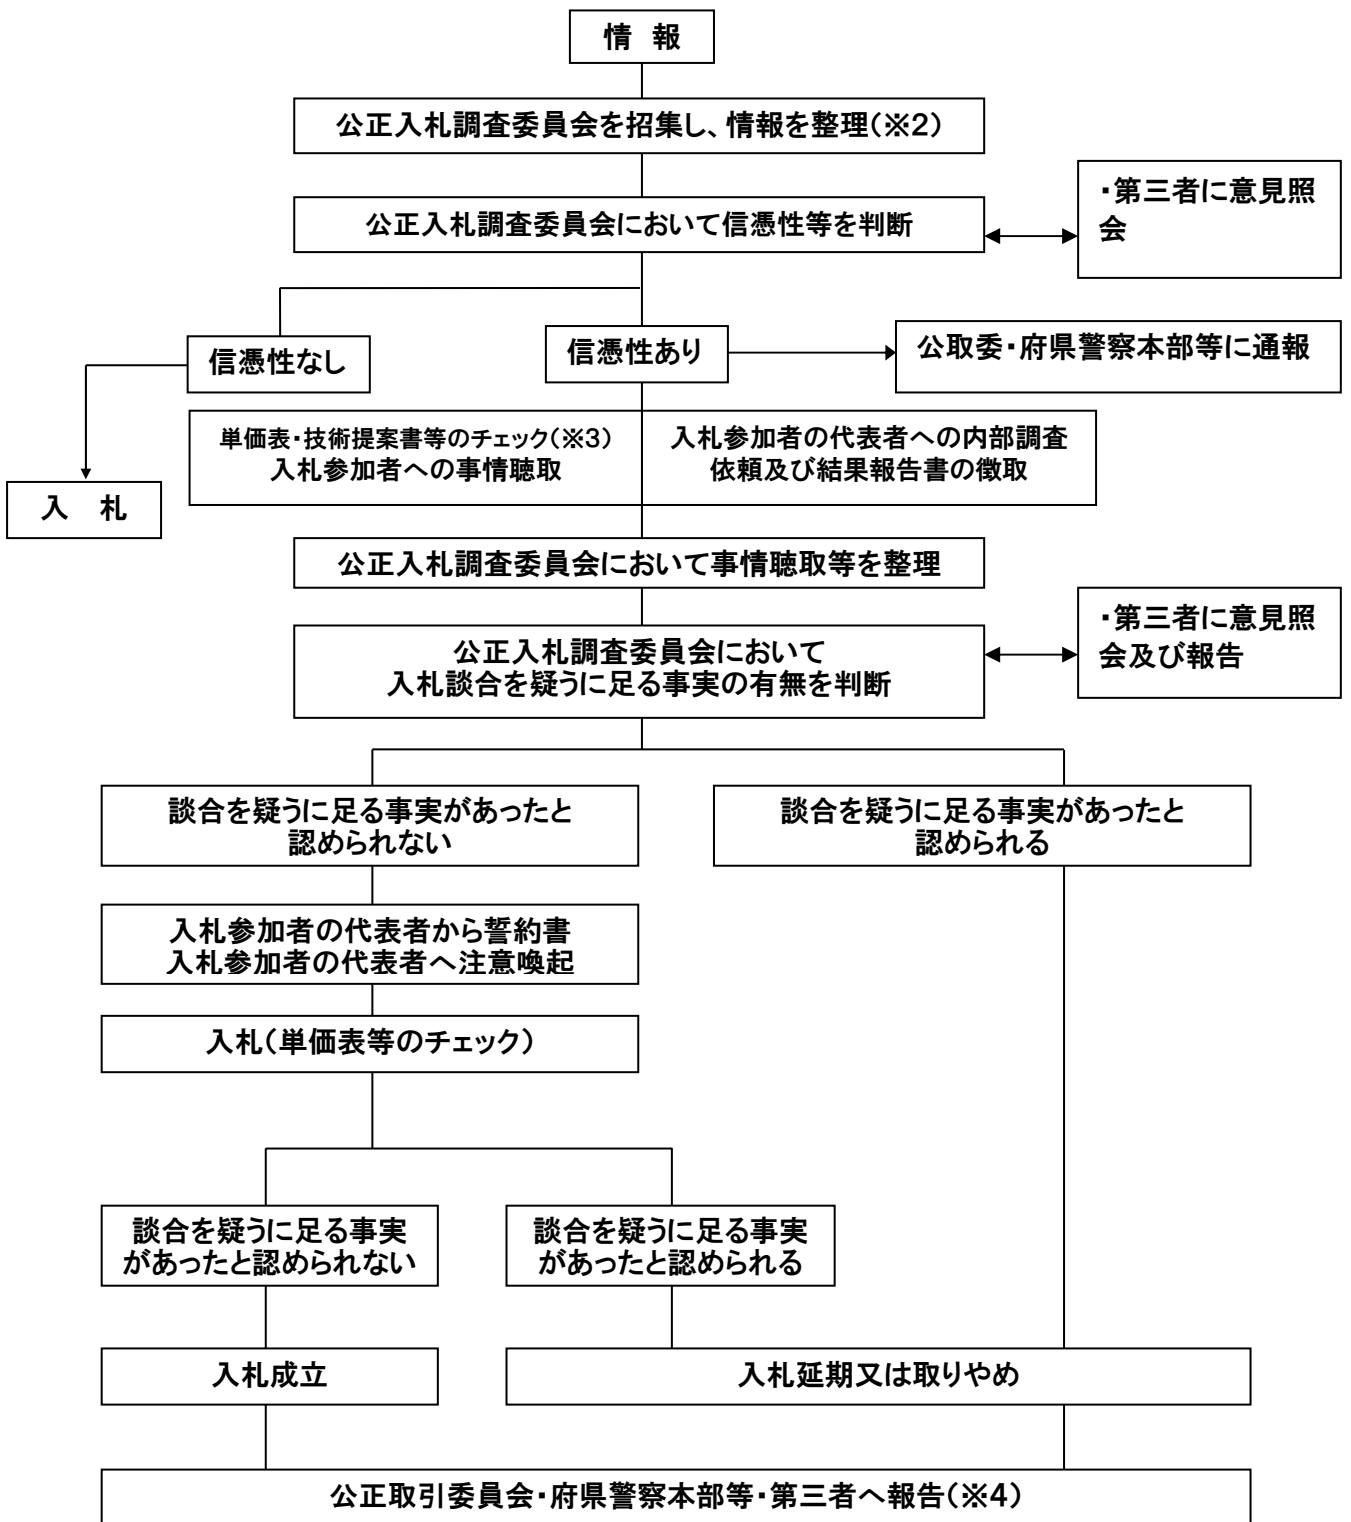 情 報
公正入札調査委員会を招集し、情報を整理(※2)
公正入札調査委員会において信憑性等を判断
・第三者に意見照
会
信憑性なし
信憑性あり
公取委・府県警察本部等に通報
単価表・技術提案書等のチェック(※3)
入札参加者への事情聴取
入札参加者の代表者への内部調査
依頼及び結果報告書の徴取
入 札
公正入札調査委員会において事情聴取等を整理
公正入札調査委員会において
入札談合を疑うに足る事実の有無を判断
・第三者に意見照
会及び報告
談合を疑うに足る事実があったと
認められない
談合を疑うに足る事実があったと
認められる
入札参加者の代表者から誓約書
入札参加者の代表者へ注意喚起
入札(単価表等のチェック)
談合を疑うに足る事実
があったと認められない
談合を疑うに足る事実
があったと認められる
入札成立
入札延期又は取りやめ
公正取引委員会・府県警察本部等・第三者へ報告(※4)